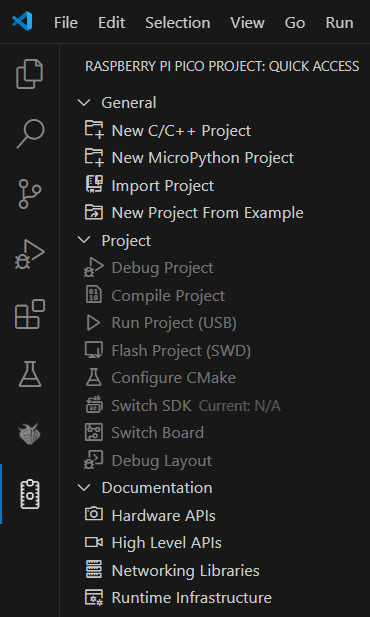 File Edit Selection View Go Run
RASPBERRY PI PICO PROJECT: QUICK ACCESS
General
New C/C++ Project
New MicroPython Project
Import Project
New Project From Example
Project
Debug Project
Compile Project
Run Project (USB)
Flash Project (SWD)
Configure CMake
Switch SDK Current: N/A
Switch Board
Debug Layout
Documentation
Hardware APIs
High Level APIs
Networking Libraries
Runtime Infrastructure